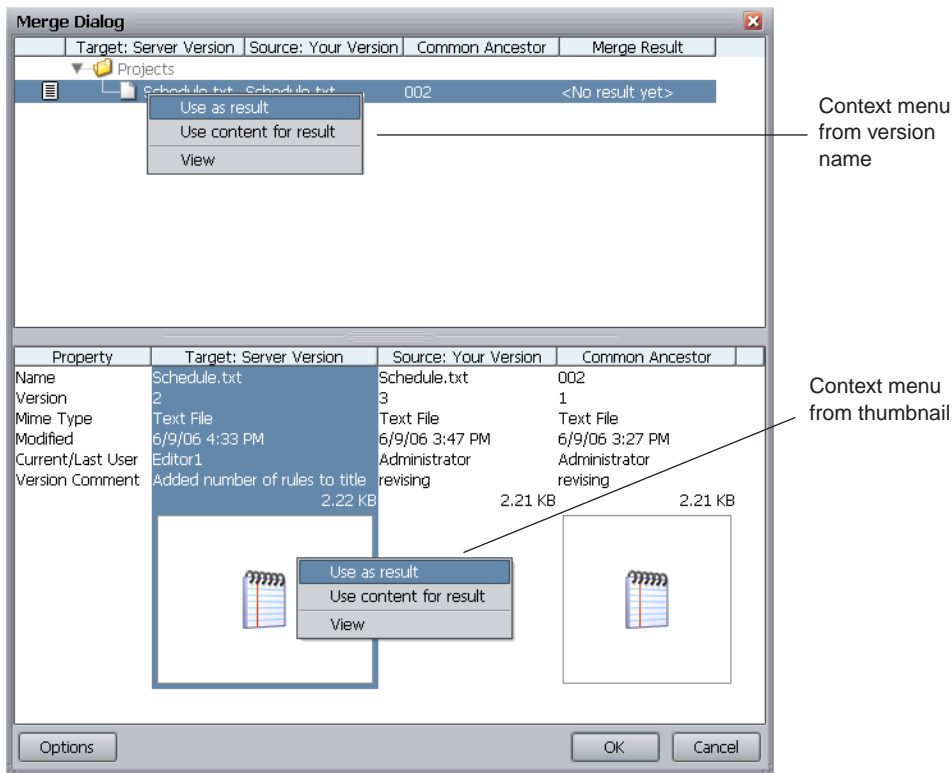 Merge Dialog
Target: Server Version Source: Your Version Common Ancestor Merge Result
Projects
Schedule.txt Schedule.txt 002 <No result yet>
Use as result
Use content for result
View
Context menu
from version
name
Property Target: Server Version Source: Your Version Common Ancestor
Name Schedule.txt Schedule.txt 002
Version 2 3 1
Mime Type Text File Text File Text File
Modified 6/9/06 4:33 PM 6/9/06 3:47 PM 6/9/06 3:27 PM
Current/Last User Editor1 Administrator Administrator
Version Comment Added number of rules to title revising revising
2.22 KB 2.21 KB 2.21 KB
Context menu
from thumbnail
Use as result
Use content for result
View
Options OK Cancel